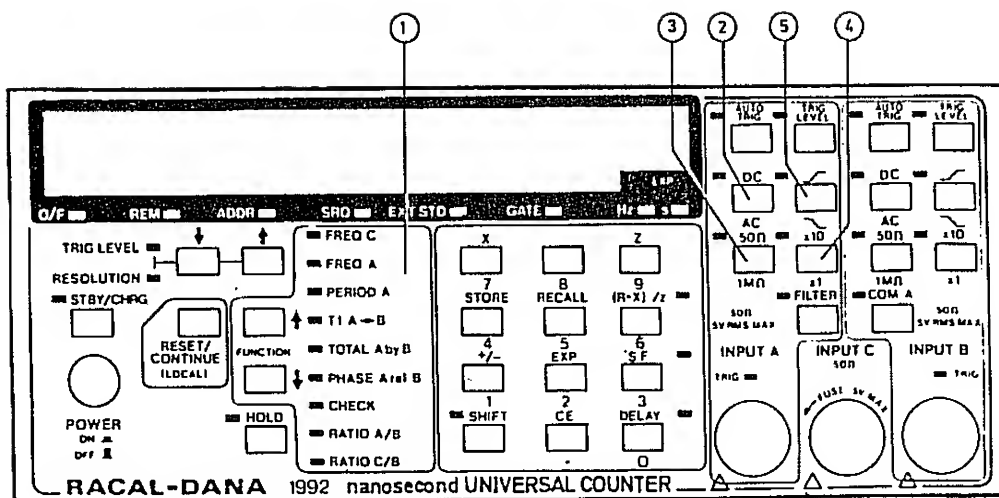 1
3 2 5 4
AUTO TRIG TRIG LEVEL AUTO TRIG TRIG LEVEL
DC DC
O/F REM ADDR SRQ EXT STD GATE Hz s
AC 50Ω x10 AC 50Ω x10
1MΩ x1 1MΩ x1
FILTER COM A
50Ω 5V RMS MAX 50Ω 5V RMS MAX
INPUT A INPUT C 50Ω INPUT B
TRIG FUSE 5V MAX TRIG
TRIG LEVEL
RESOLUTION
STBY/CHRG
RESET/
CONTINUE
(LOCAL)
FUNCTION
POWER
ON
OFF
HOLD
FREQ C
FREQ A
PERIOD A
T1 A→B
TOTAL A by B
PHASE A rel B
CHECK
RATIO A/B
RATIO C/B
X Z
7 8 9
STORE RECALL (R-X)/z
4 5 6
+/- EXP SF
1 2 3
SHIFT CE DELAY
. 0
RACAL-DANA 1992 nanosecond UNIVERSAL COUNTER